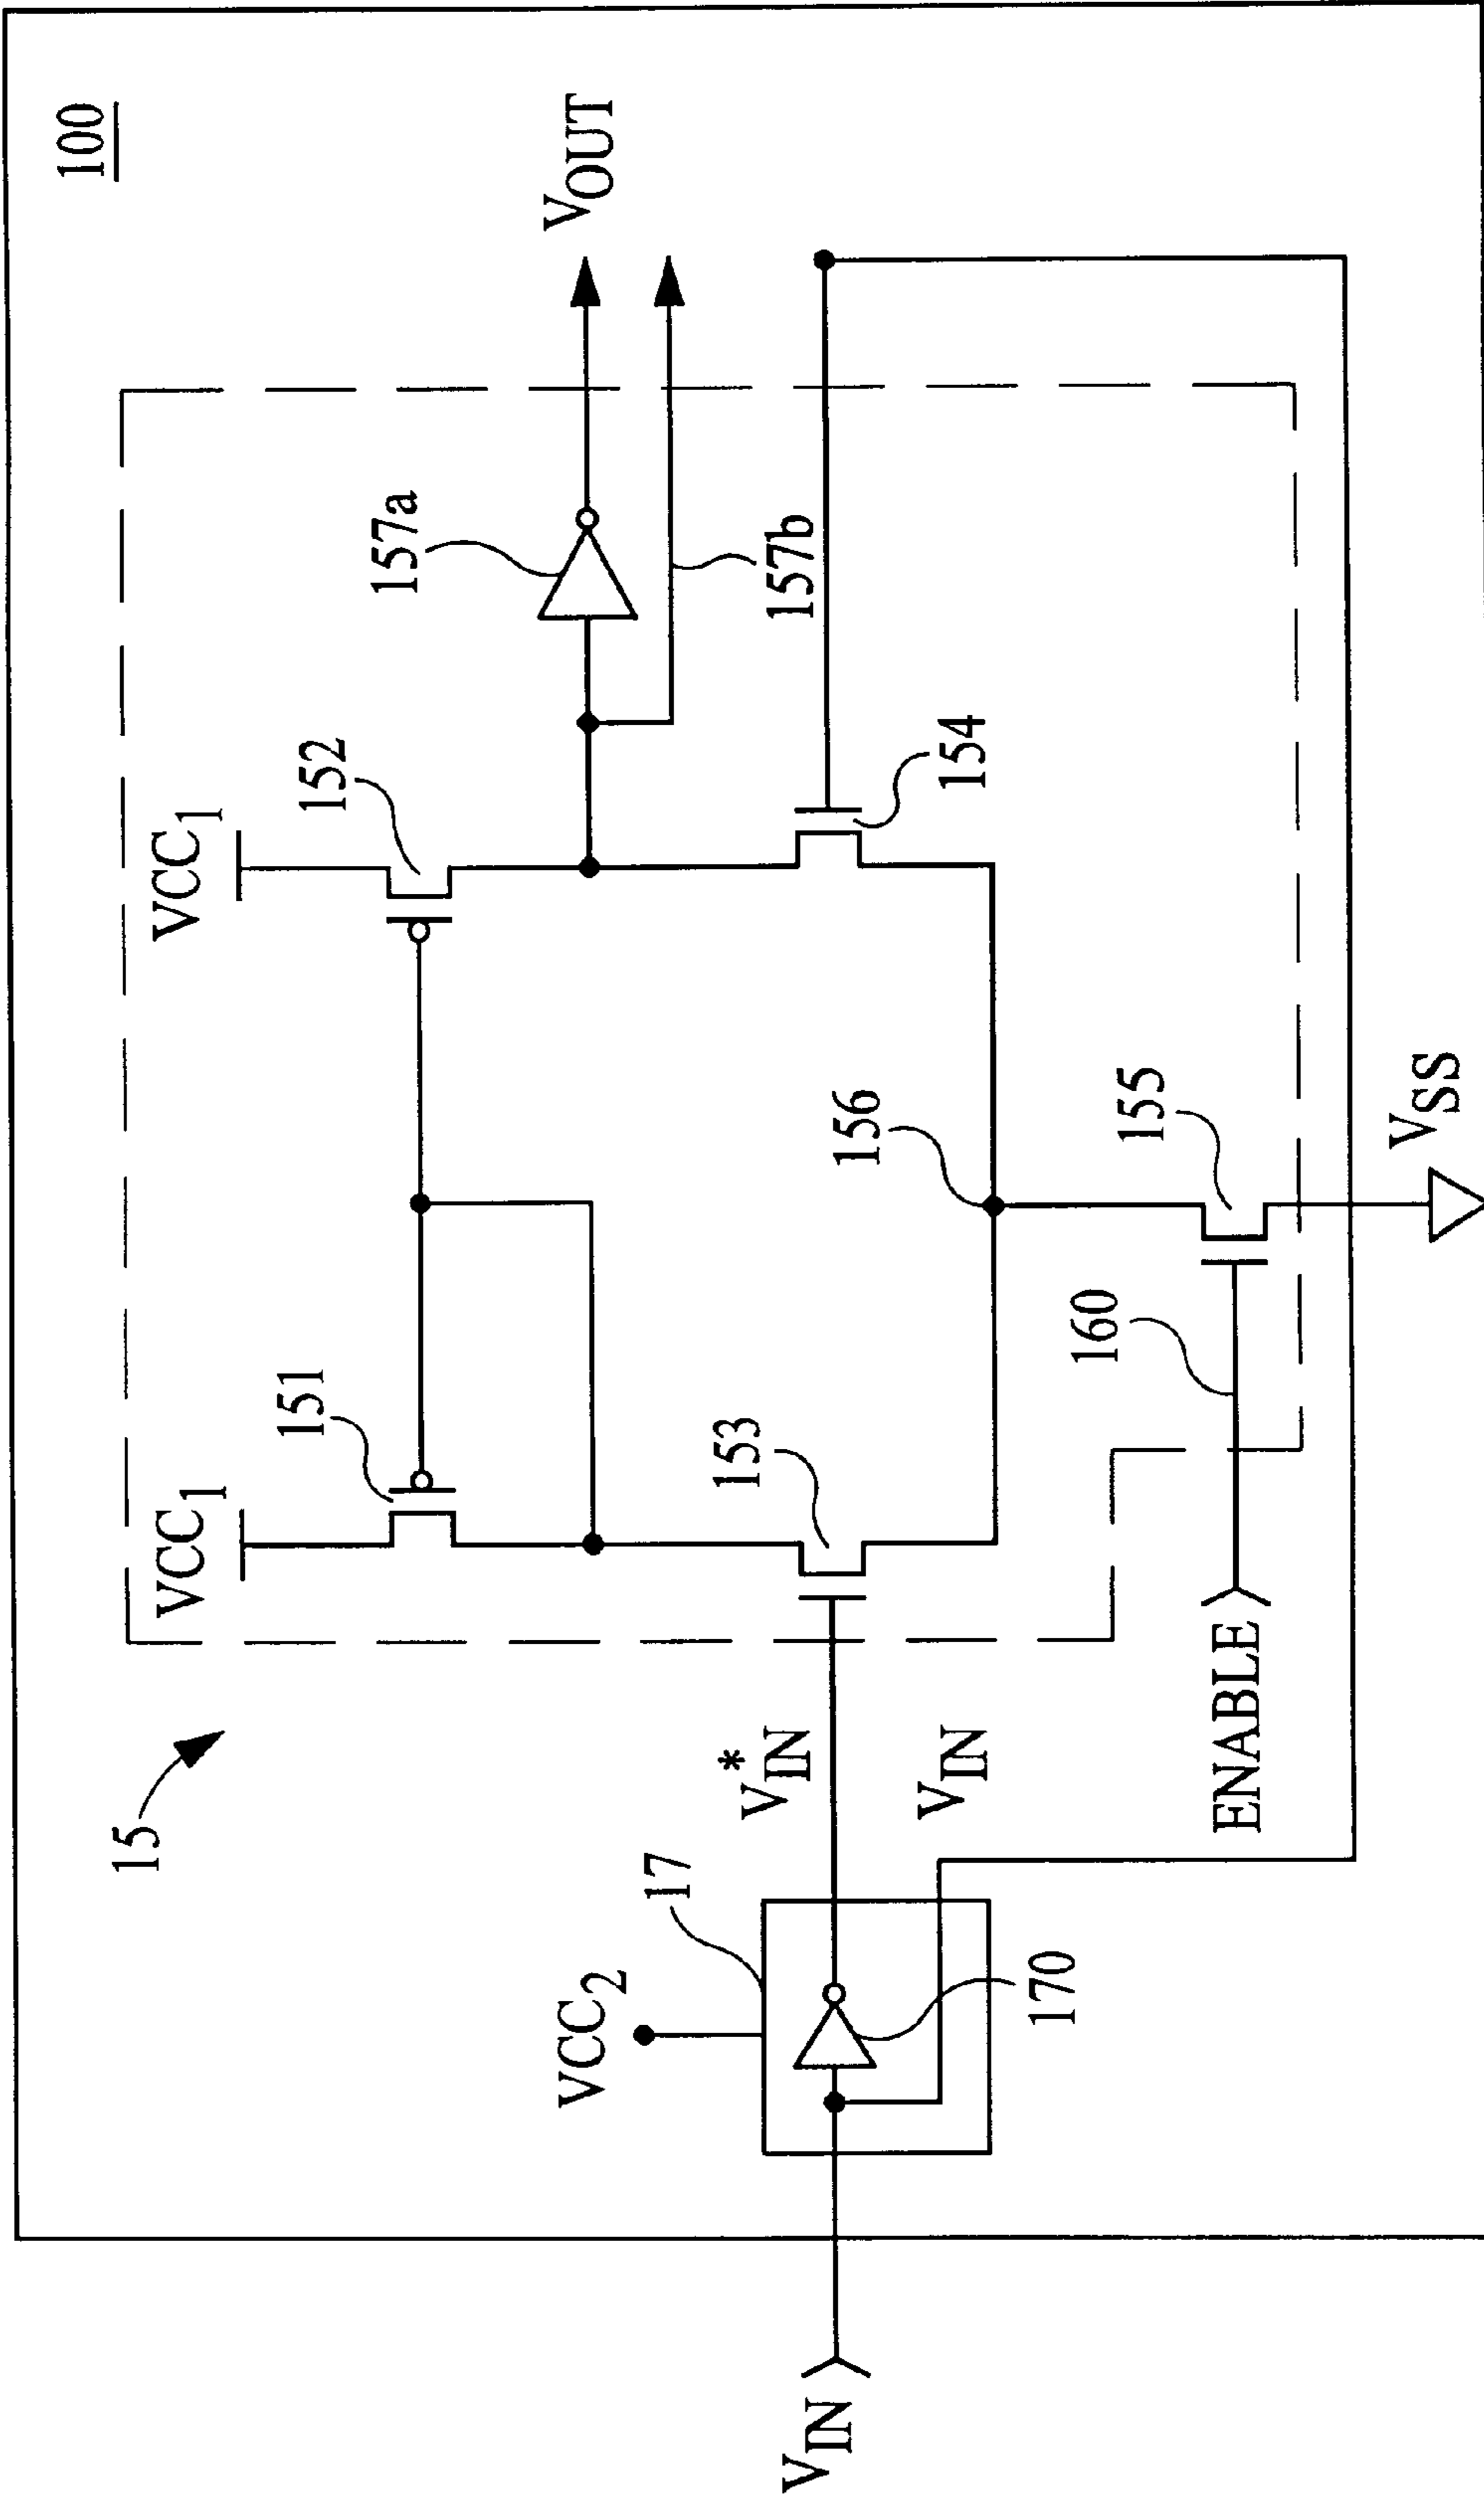 100
15
VCC1
VCC1
151
152
157a
VOUT
157b
VCC2
17
V*IN
153
154
156
VIN
VIN
170
160
155
ENABLE
VSS